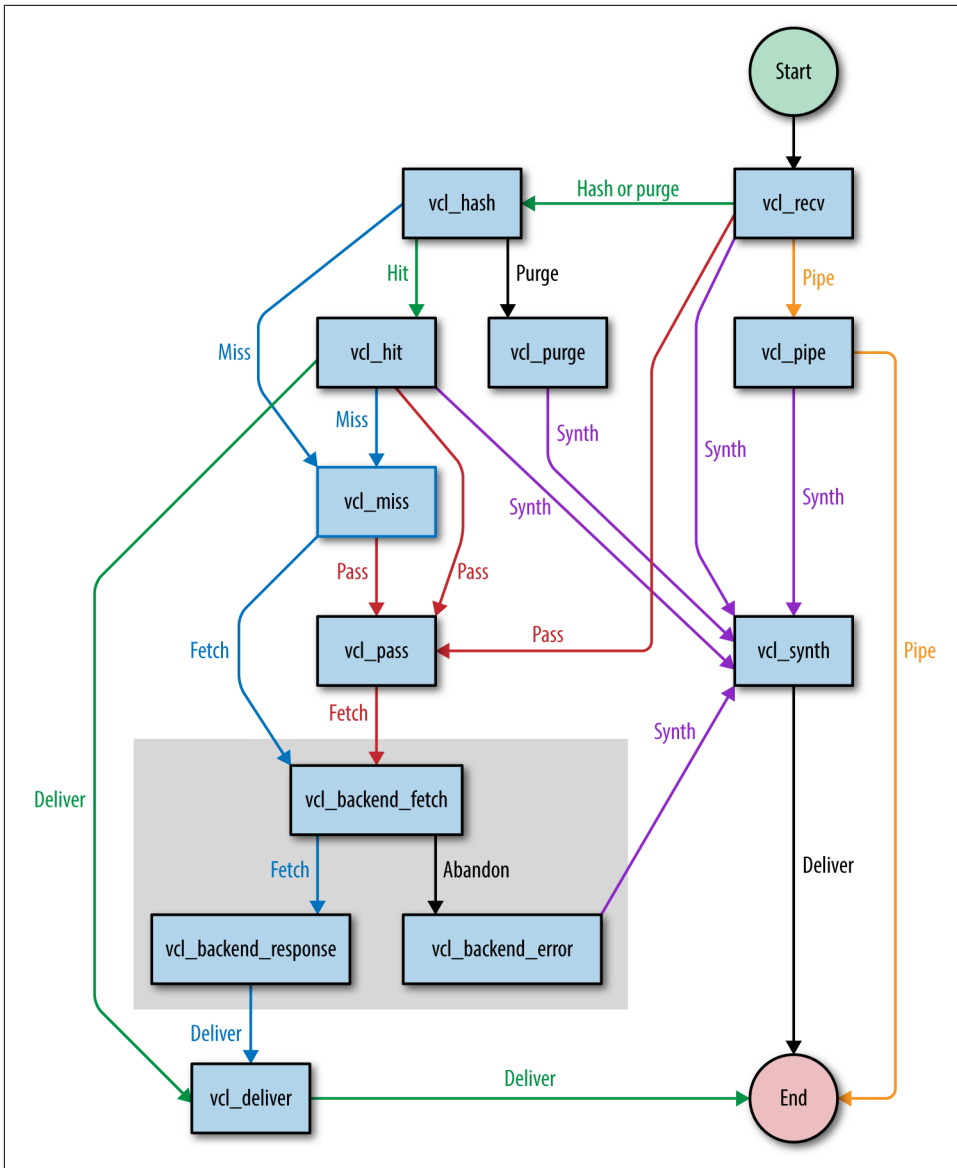 Start
Hash or purge
vcl_hash
vcl_recv
Hit
Purge
Pipe
Miss
vcl_hit
vcl_purge
vcl_pipe
Miss
Synth
Synth
vcl_miss
Synth
Synth
Pass
Pass
Fetch
vcl_pass
Pass
vcl_synth
Pipe
Fetch
Synth
Deliver
vcl_backend_fetch
Fetch
Abandon
Deliver
vcl_backend_response
vcl_backend_error
Deliver
Deliver
vcl_deliver
End